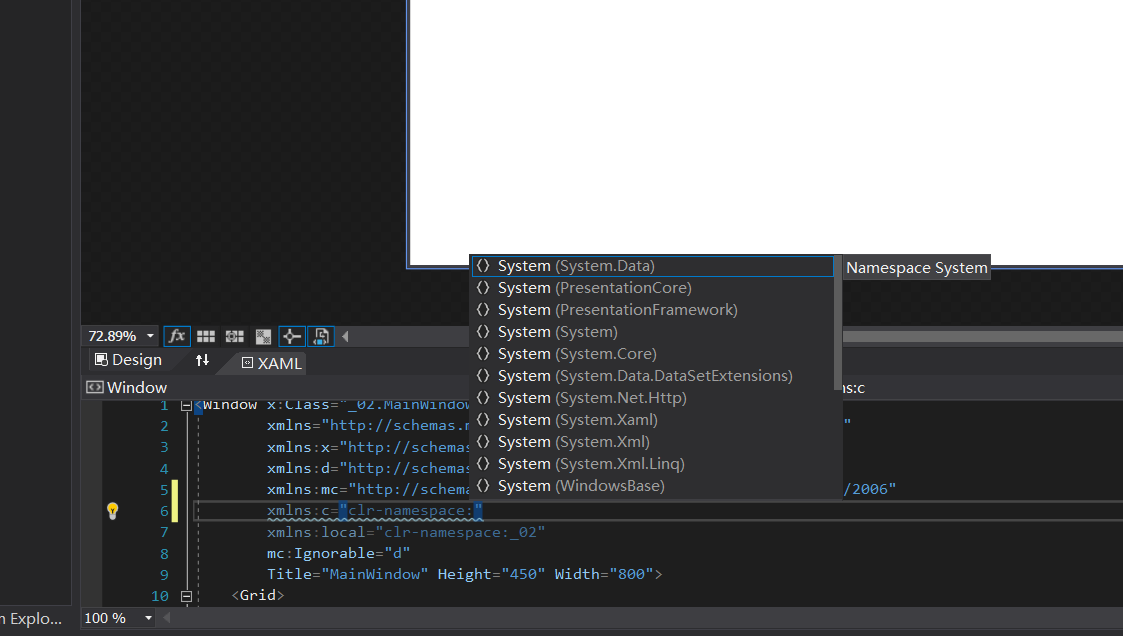 System (System.Data)
Namespace System
System (PresentationCore)
System (PresentationFramework)
System (System)
System (System.Core)
System (System.Data.DataSetExtensions)
System (System.Net.Http)
System (System.Xaml)
System (System.Xml)
System (System.Xml.Linq)
System (WindowsBase)
72.89% fx
Design XAML
Window ns:c
1 <Window x:Class="_02.MainWindow
2 xmlns="http://schemas.m "
3 xmlns:x="http://schemas
4 xmlns:d="http://schemas
5 xmlns:mc="http://schema /2006"
6 xmlns:c="clr-namespace:"
7 xmlns:local="clr-namespace:_02"
8 mc:Ignorable="d"
9 Title="MainWindow" Height="450" Width="800">
10 <Grid>
n Explo... 100 %